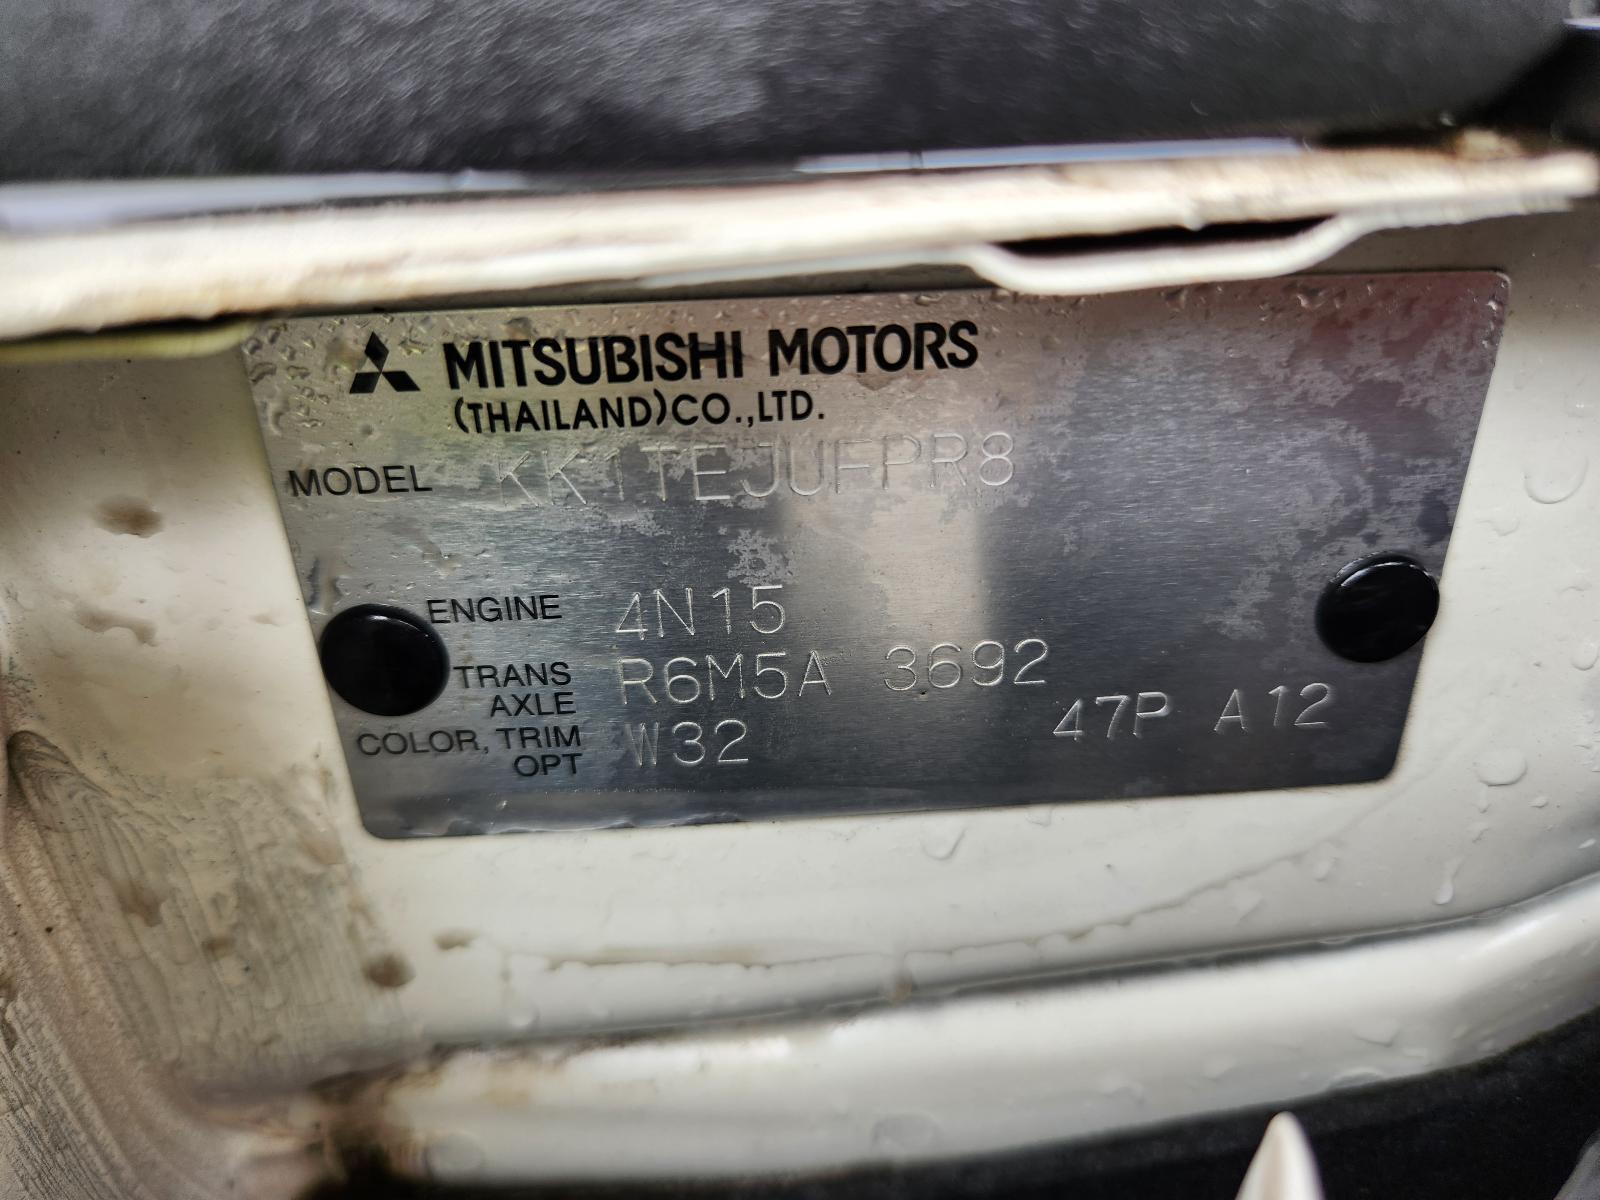 MITSUBISHI MOTORS
(THAILAND)CO.,LTD.
MODEL KK1TEJUFPR8
ENGINE 4N15
TRANS AXLE R6M5A 3692
COLOR, TRIM OPT W32 47P A12